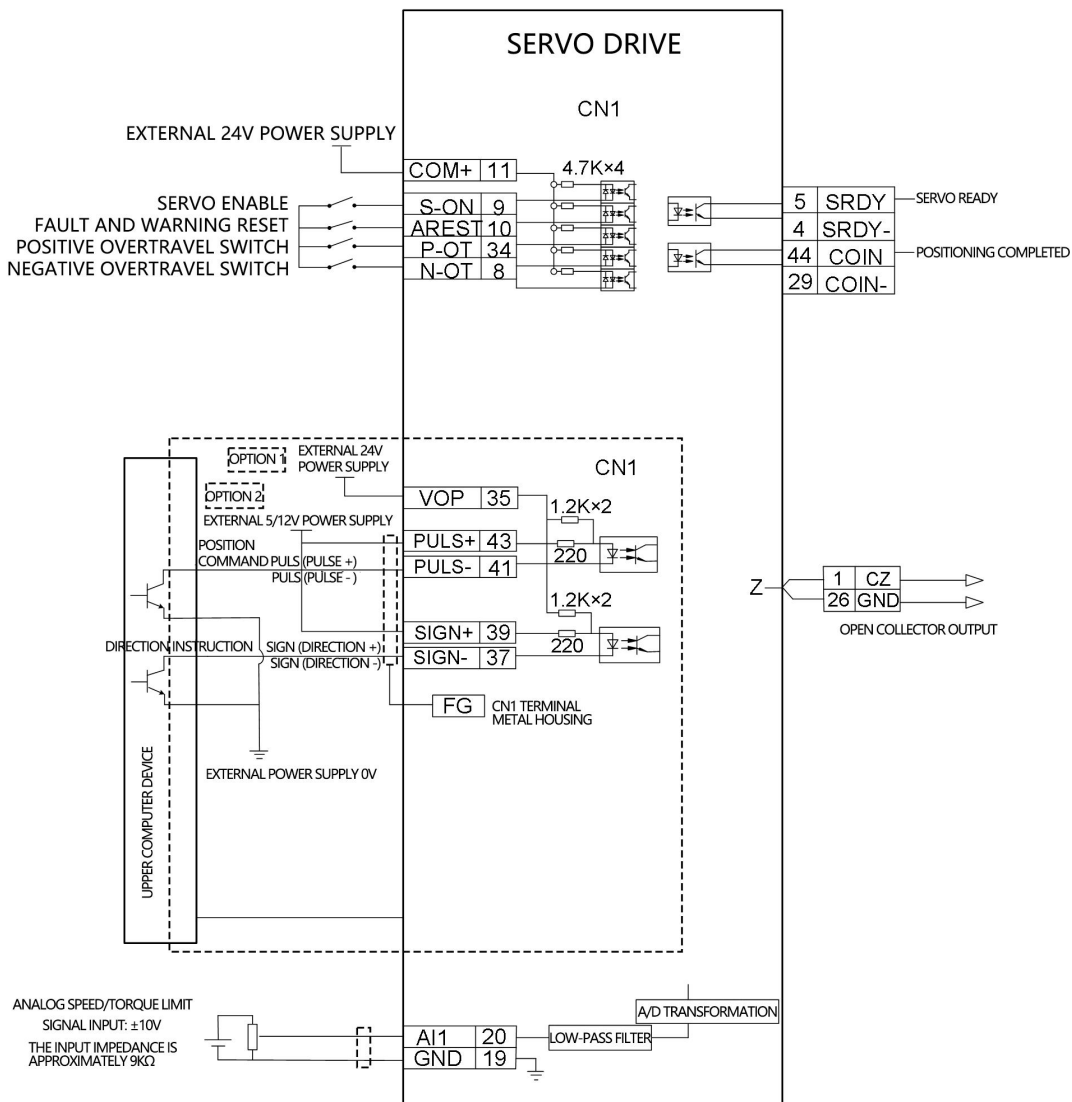 SERVO DRIVE
CN1
EXTERNAL 24V POWER SUPPLY
COM+ 11
4.7K×4
SERVO ENABLE
S-ON 9
FAULT AND WARNING RESET
AREST 10
POSITIVE OVERTRAVEL SWITCH
P-OT 34
NEGATIVE OVERTRAVEL SWITCH
N-OT 8
5 SRDY
SERVO READY
4 SRDY-
44 COIN
POSITIONING COMPLETED
29 COIN-
OPTION 1
EXTERNAL 24V
POWER SUPPLY
CN1
OPTION 2
VOP 35
1.2K×2
EXTERNAL 5/12V POWER SUPPLY
PULS+ 43
220
POSITION
COMMAND PULS (PULSE +)
PULS- 41
PULS (PULSE - )
1.2K×2
SIGN+ 39
220
DIRECTION INSTRUCTION
SIGN (DIRECTION +)
SIGN- 37
SIGN (DIRECTION -)
FG
CN1 TERMINAL
METAL HOUSING
EXTERNAL POWER SUPPLY 0V
UPPER COMPUTER DEVICE
Z
1 CZ
26 GND
OPEN COLLECTOR OUTPUT
ANALOG SPEED/TORQUE LIMIT
SIGNAL INPUT: ±10V
THE INPUT IMPEDANCE IS
APPROXIMATELY 9KΩ
AI1 20
GND 19
LOW-PASS FILTER
A/D TRANSFORMATION